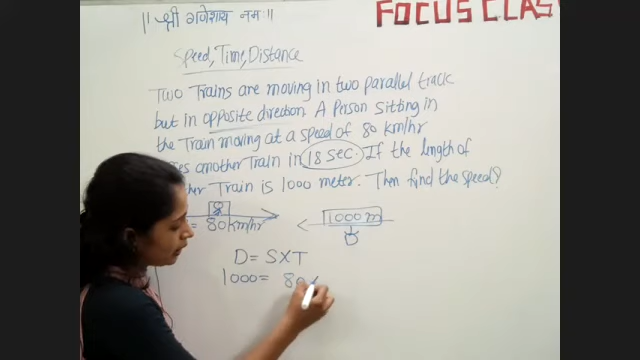 || श्री गणेशाय नमः ||
FOCUS CLAS
Speed, Time, Distance
Two Trains are moving in two parallel track
but in opposite direction. A Person sitting in
the Train moving at a speed of 80 km/hr
another Train in 18 sec. If the length of
Train is 1000 meter. Then find the speed?
= 80km/hr
1000 m
D = S X T
1000 = 80